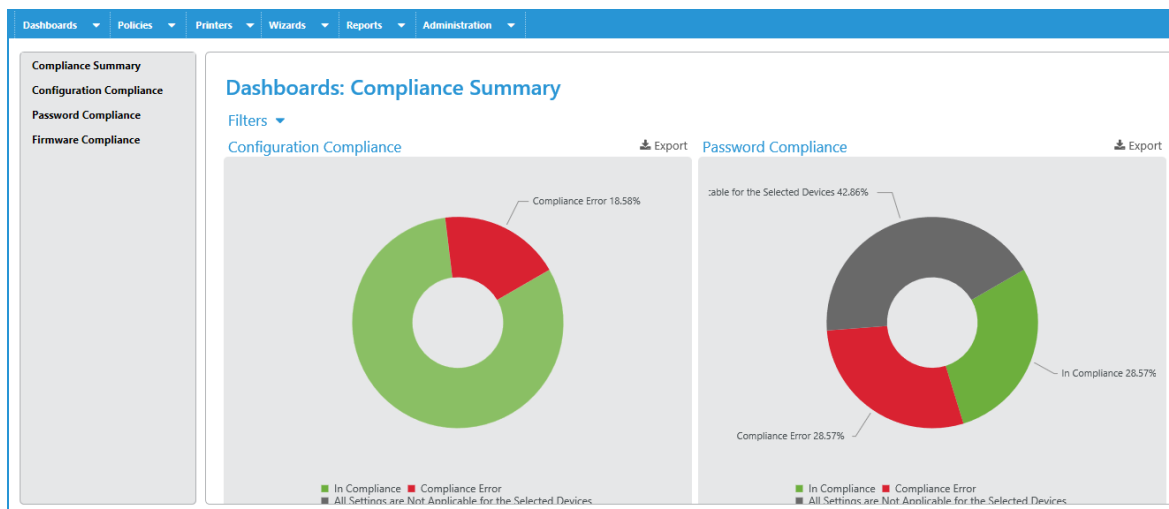 Dashboards Policies Printers Wizards Reports Administration
Compliance Summary
Configuration Compliance
Password Compliance
Firmware Compliance
Dashboards: Compliance Summary
Filters
Configuration Compliance Export
Compliance Error 18.58%
In Compliance Compliance Error
All Settings are Not Applicable for the Selected Devices
Password Compliance Export
for the Selected Devices 42.86%
In Compliance 28.57%
Compliance Error 28.57%
In Compliance Compliance Error
All Settings are Not Applicable for the Selected Devices